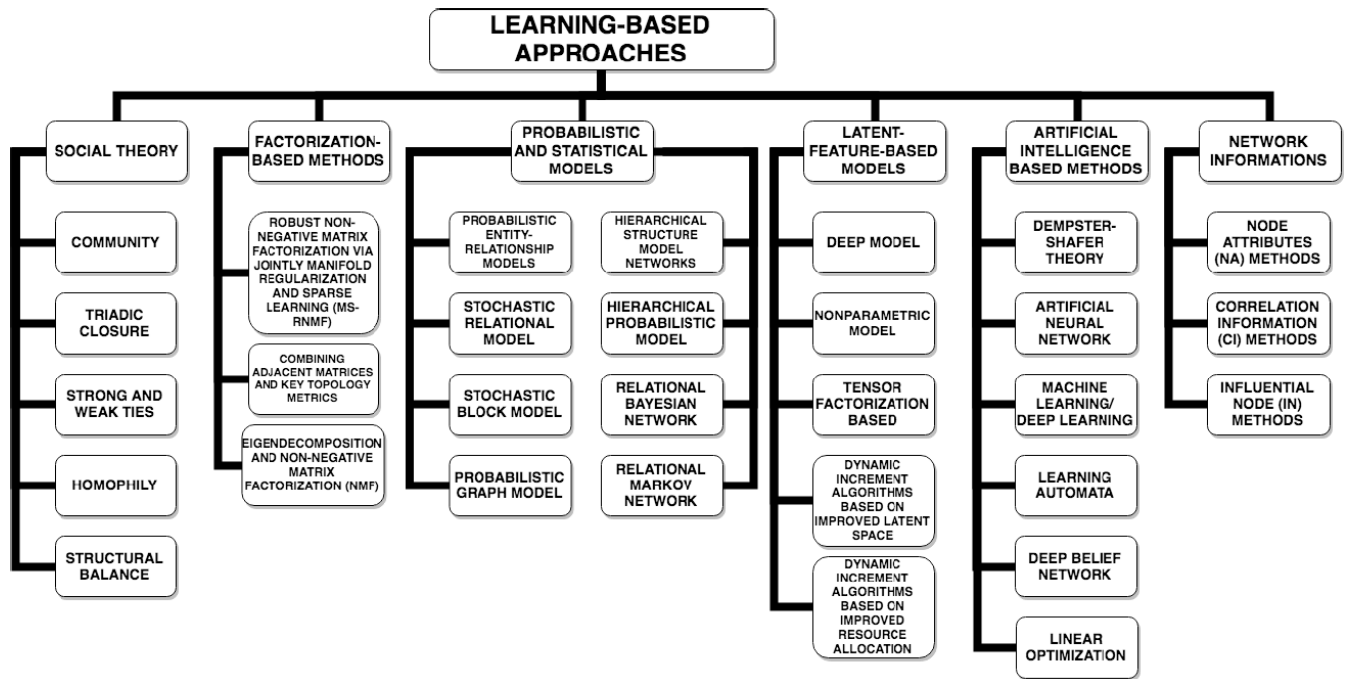 LEARNING-BASED
APPROACHES
SOCIAL THEORY
COMMUNITY
TRIADIC
CLOSURE
STRONG AND
WEAK TIES
HOMOPHILY
STRUCTURAL
BALANCE
FACTORIZATION-
BASED METHODS
ROBUST NON-
NEGATIVE MATRIX
FACTORIZATION VIA
JOINTLY MANIFOLD
REGULARIZATION
AND SPARSE
LEARNING (MS-
RNMF)
COMBINING
ADJACENT MATRICES
AND KEY TOPOLOGY
METRICS
EIGENDECOMPOSITION
AND NON-NEGATIVE
MATRIX
FACTORIZATION (NMF)
PROBABILISTIC
AND STATISTICAL
MODELS
PROBABILISTIC
ENTITY-
RELATIONSHIP
MODELS
STOCHASTIC
RELATIONAL
MODEL
STOCHASTIC
BLOCK MODEL
PROBABILISTIC
GRAPH MODEL
HIERARCHICAL
STRUCTURE
MODEL
NETWORKS
HIERARCHICAL
PROBABILISTIC
MODEL
RELATIONAL
BAYESIAN
NETWORK
RELATIONAL
MARKOV
NETWORK
LATENT-
FEATURE-BASED
MODELS
DEEP MODEL
NONPARAMETRIC
MODEL
TENSOR
FACTORIZATION
BASED
DYNAMIC
INCREMENT
ALGORITHMS
BASED ON
IMPROVED LATENT
SPACE
DYNAMIC
INCREMENT
ALGORITHMS
BASED ON
IMPROVED
RESOURCE
ALLOCATION
ARTIFICIAL
INTELLIGENCE
BASED METHODS
DEMPSTER-
SHAFER
THEORY
ARTIFICIAL
NEURAL
NETWORK
MACHINE
LEARNING/
DEEP LEARNING
LEARNING
AUTOMATA
DEEP BELIEF
NETWORK
LINEAR
OPTIMIZATION
NETWORK
INFORMATIONS
NODE
ATTRIBUTES
(NA) METHODS
CORRELATION
INFORMATION
(CI) METHODS
INFLUENTIAL
NODE (IN)
METHODS